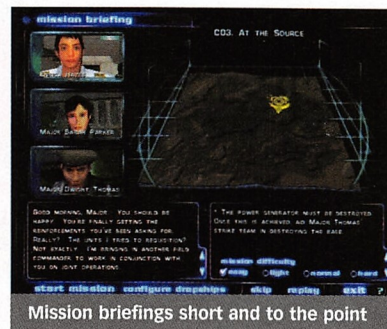 mission briefing
CD3. At the Source
Major Sarah Parker
Major Dwight Thomas
Good morning, Major. You should be
happy. You're finally getting the
reinforcements you've been asking for.
Really? The units I tried to requisition?
Not exactly. I'm bringing in another field
commander to work in conjunction with
you on joint operations.
* The power generator must be destroyed.
Once this is achieved, aid Major Thomas
strike team in destroying the base.
mission difficulty
easy light normal hard
start mission configure dropships skip replay exit ?
Mission briefings short and to the point